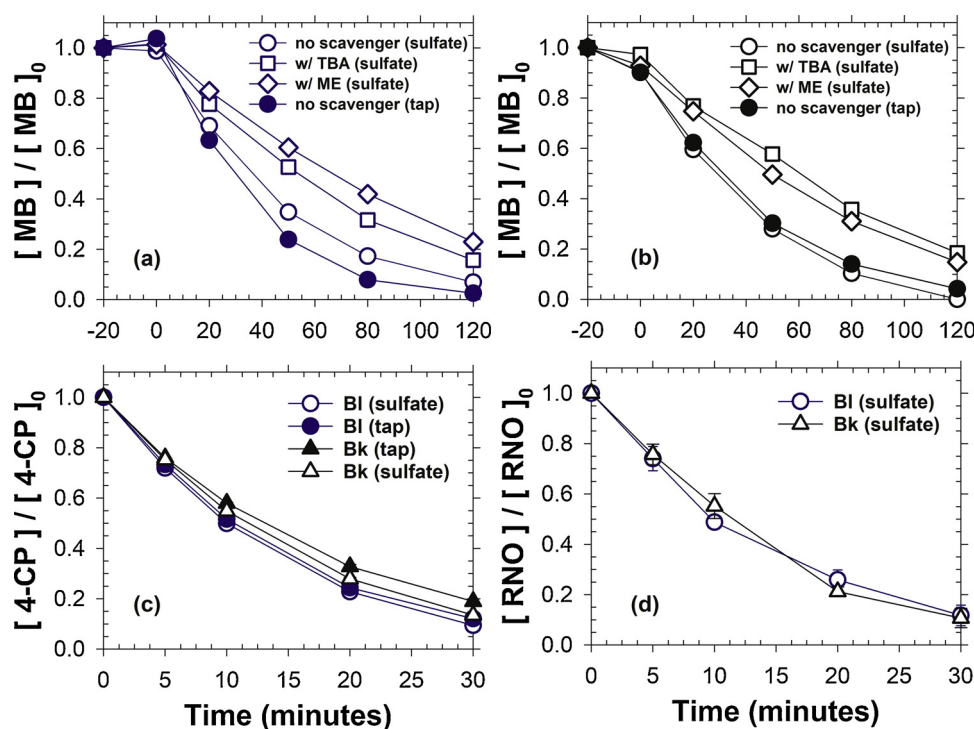 [ MB ] / [ MB ]0
1.0
0.8
0.6
0.4
0.2
0.0
no scavenger (sulfate)
w/ TBA (sulfate)
w/ ME (sulfate)
no scavenger (tap)
(a)
-20 0 20 40 60 80 100 120
[ MB ] / [ MB ]0
1.0
0.8
0.6
0.4
0.2
0.0
no scavenger (sulfate)
w/ TBA (sulfate)
w/ ME (sulfate)
no scavenger (tap)
(b)
-20 0 20 40 60 80 100 120
[ 4-CP ] / [ 4-CP ]0
1.0
0.8
0.6
0.4
0.2
0.0
Bl (sulfate)
Bl (tap)
Bk (tap)
Bk (sulfate)
(c)
0 5 10 15 20 25 30
Time (minutes)
[ RNO ] / [ RNO ]0
1.0
0.8
0.6
0.4
0.2
0.0
Bl (sulfate)
Bk (sulfate)
(d)
0 5 10 15 20 25 30
Time (minutes)